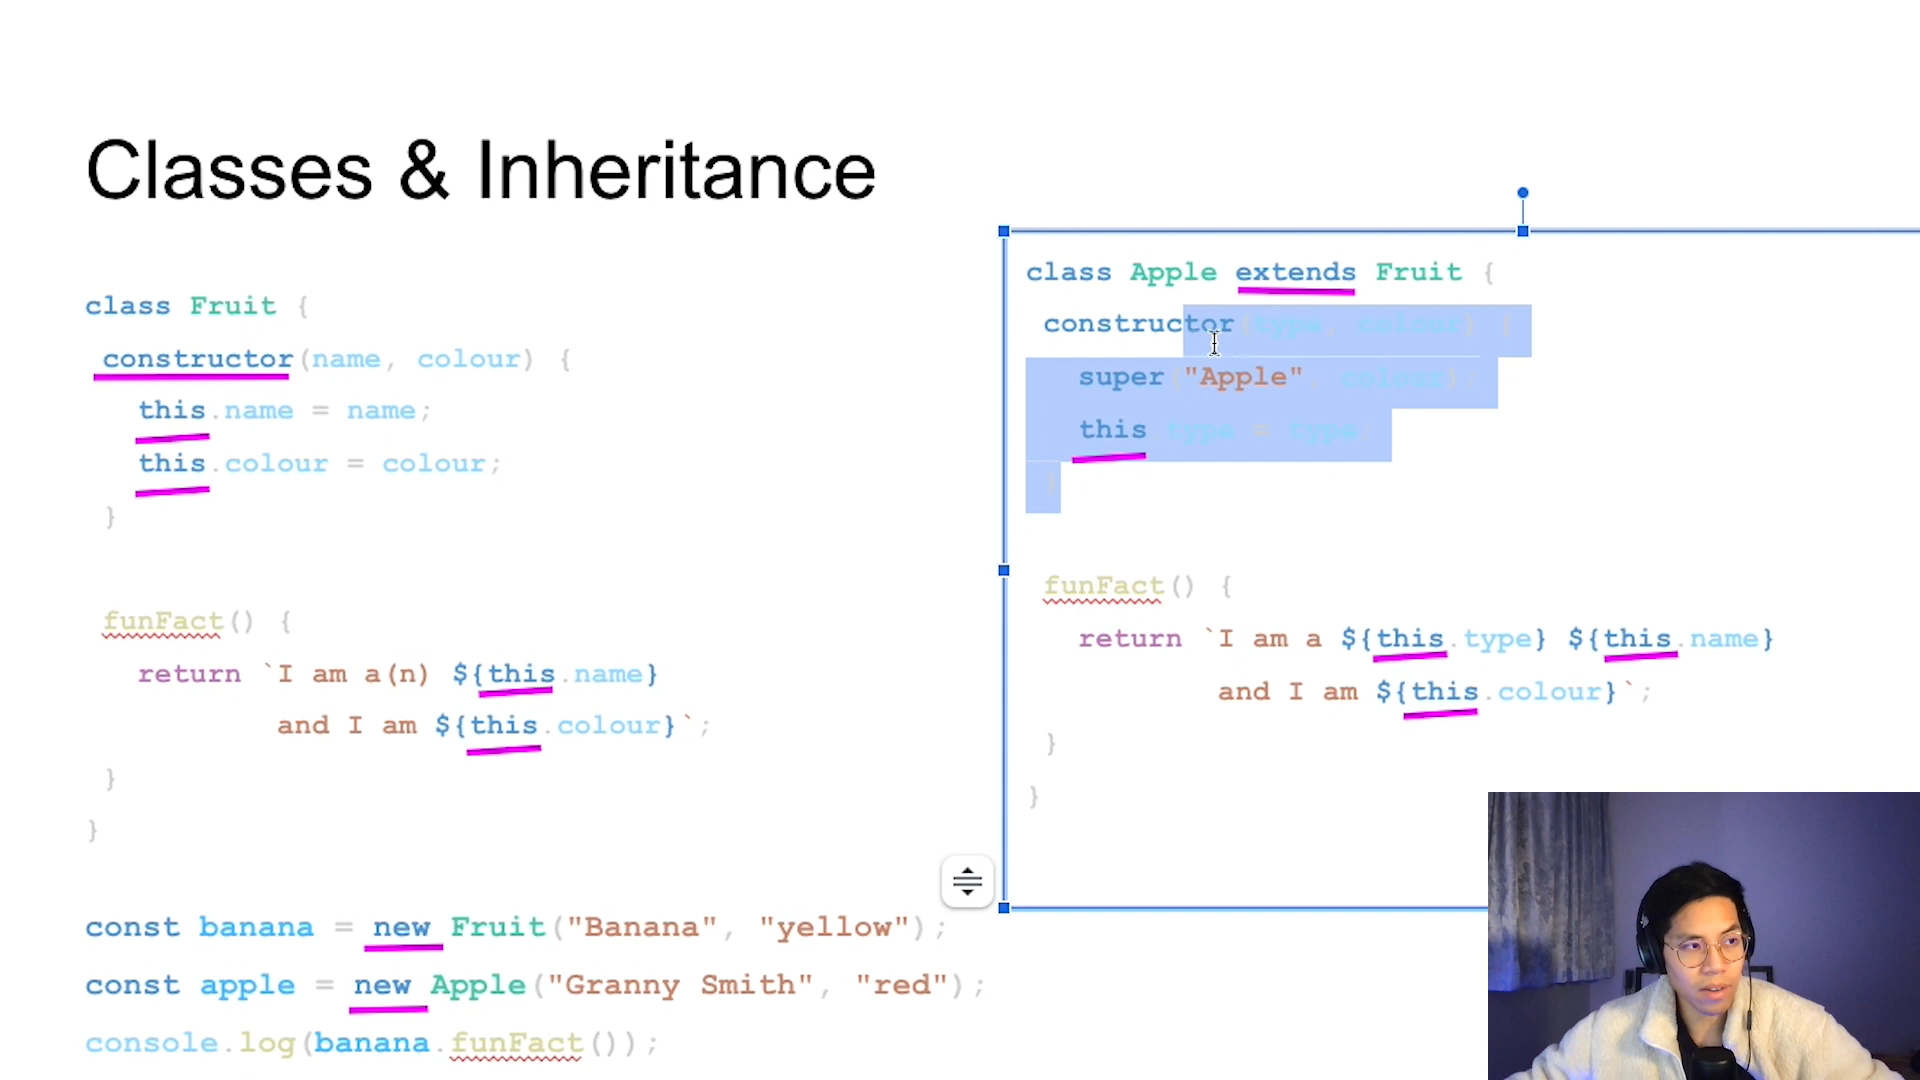 Classes & Inheritance
class Fruit {
constructor(name, colour) {
this.name = name;
this.colour = colour;
}
funFact() {
return `I am a(n) ${this.name}
and I am ${this.colour}`;
}
}
const banana = new Fruit("Banana", "yellow");
const apple = new Apple("Granny Smith", "red");
console.log(banana.funFact());
class Apple extends Fruit {
constructor(type, colour) {
super("Apple", colour);
this.type = type;
}
funFact() {
return `I am a ${this.type} ${this.name}
and I am ${this.colour}`;
}
}